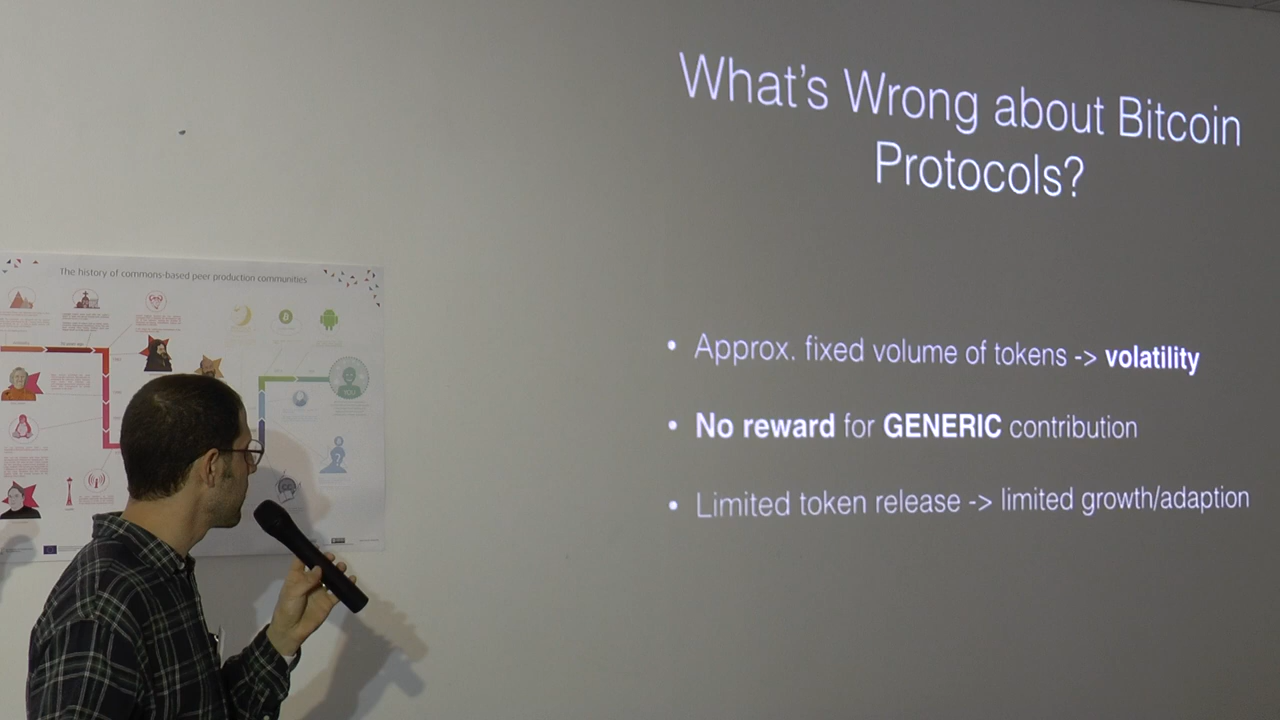 What's Wrong about Bitcoin
Protocols?
• Approx. fixed volume of tokens -> volatility
• No reward for GENERIC contribution
• Limited token release -> limited growth/adaption
The history of commons-based peer production communities